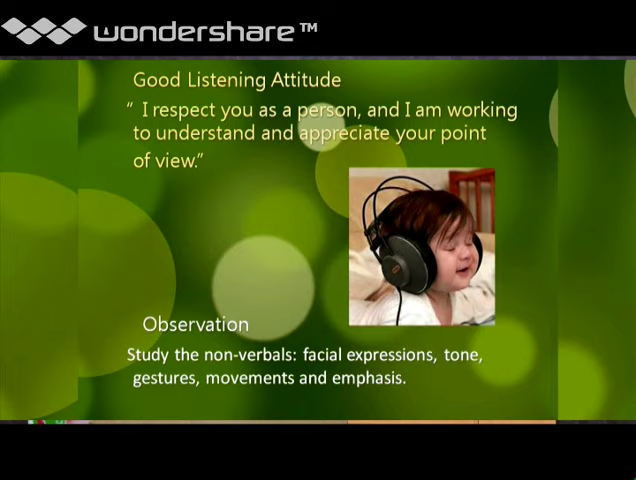 wondershare™
Good Listening Attitude
“ I respect you as a person, and I am working
to understand and appreciate your point
of view.”
Observation
Study the non-verbals: facial expressions, tone,
gestures, movements and emphasis.